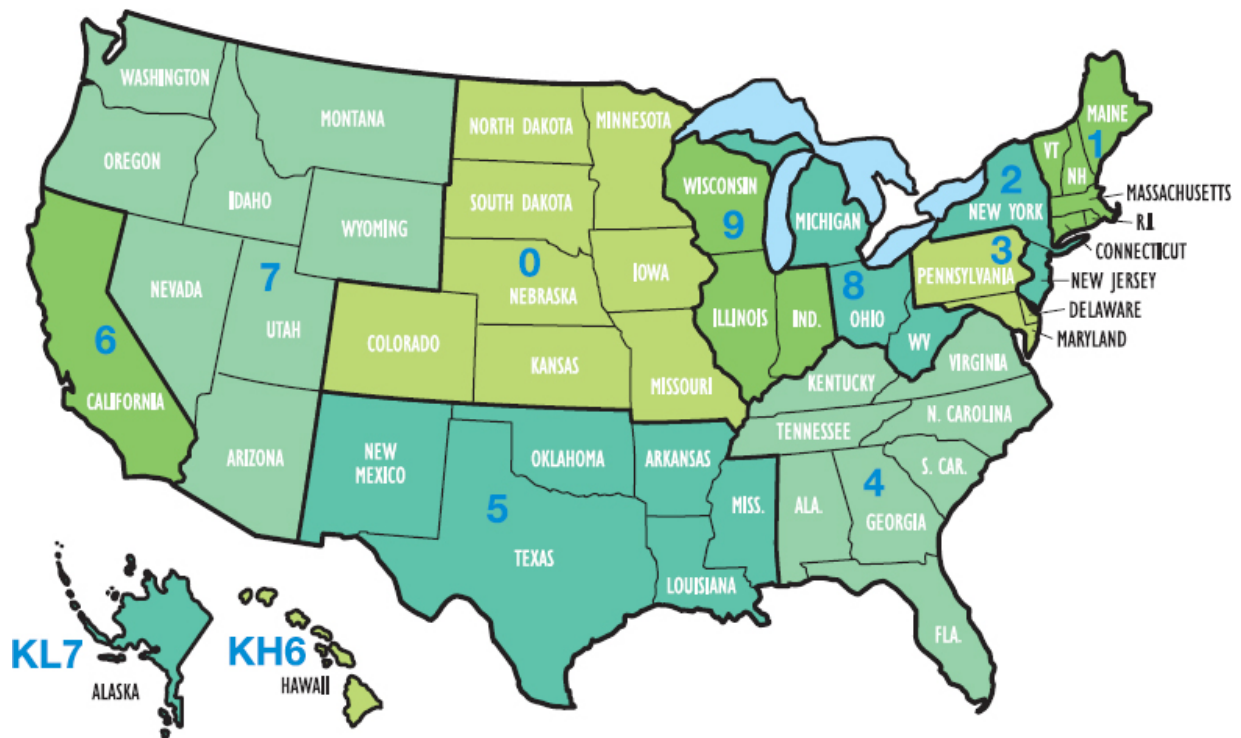 WASHINGTON
MONTANA
NORTH DAKOTA
MINNESOTA
MAINE
1
VT
NH
OREGON
IDAHO
WYOMING
SOUTH DAKOTA
WISCONSIN
9
MICHIGAN
2
NEW YORK
MASSACHUSETTS
R.I.
CONNECTICUT
NEW JERSEY
DELAWARE
MARYLAND
3
PENNSYLVANIA
NEVADA
7
UTAH
0
NEBRASKA
IOWA
ILLINOIS
IND.
8
OHIO
WV
VIRGINIA
6
CALIFORNIA
COLORADO
KANSAS
MISSOURI
KENTUCKY
N. CAROLINA
TENNESSEE
S. CAR.
ARIZONA
NEW
MEXICO
OKLAHOMA
ARKANSAS
5
TEXAS
MISS.
ALA.
4
GEORGIA
LOUISIANA
FLA.
KL7
ALASKA
KH6
HAWAII